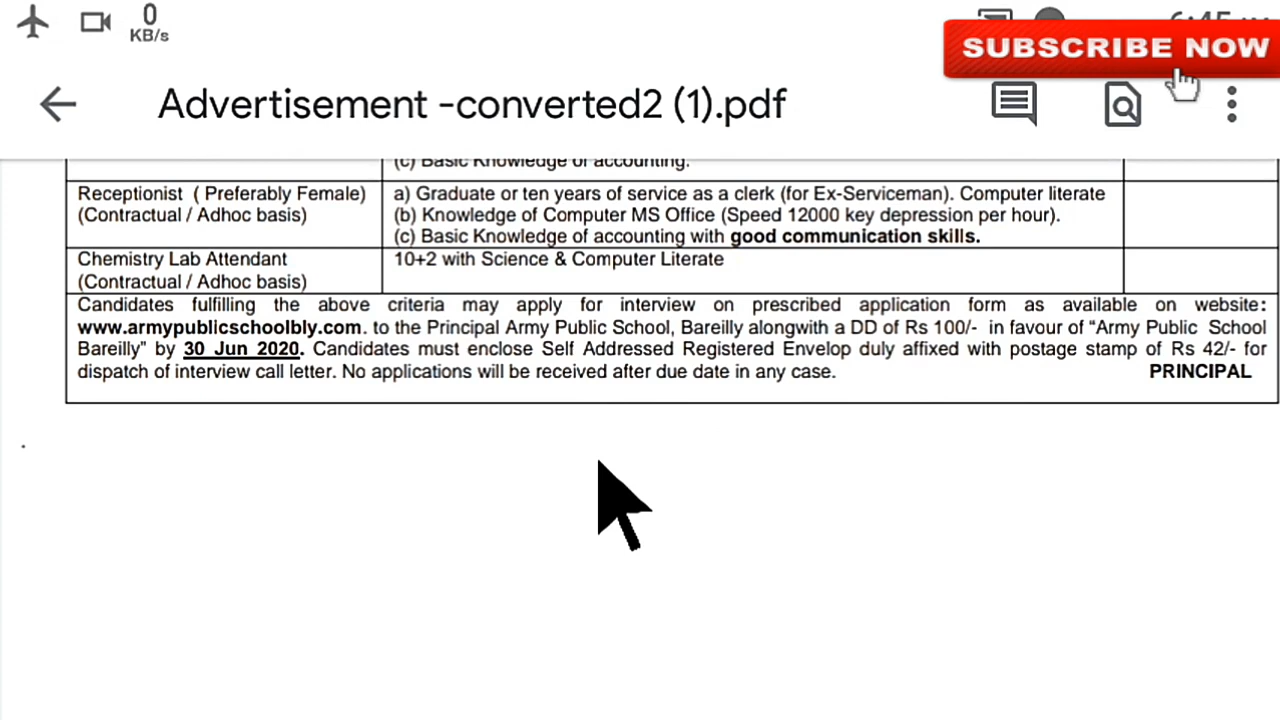 0
KB/s
SUBSCRIBE NOW
Advertisement -converted2 (1).pdf
(c) Basic Knowledge of accounting.
Receptionist ( Preferably Female)
(Contractual / Adhoc basis)
a) Graduate or ten years of service as a clerk (for Ex-Serviceman). Computer literate
(b) Knowledge of Computer MS Office (Speed 12000 key depression per hour).
(c) Basic Knowledge of accounting with good communication skills.
Chemistry Lab Attendant
(Contractual / Adhoc basis)
10+2 with Science & Computer Literate
Candidates fulfilling the above criteria may apply for interview on prescribed application form as available on website:
www.armypublicschoolbly.com. to the Principal Army Public School, Bareilly alongwith a DD of Rs 100/- in favour of “Army Public School
Bareilly” by 30 Jun 2020. Candidates must enclose Self Addressed Registered Envelop duly affixed with postage stamp of Rs 42/- for
dispatch of interview call letter. No applications will be received after due date in any case. PRINCIPAL